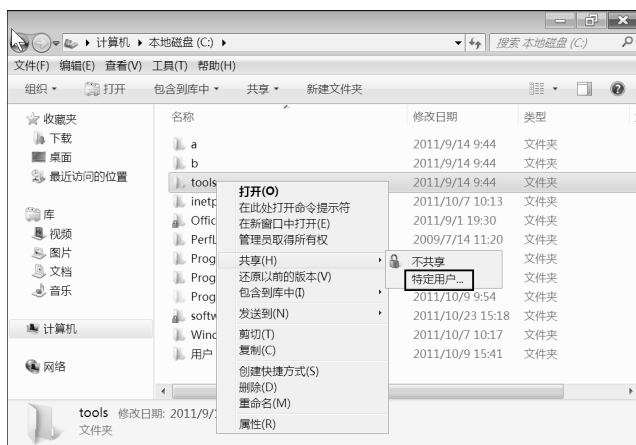 计算机 ▸ 本地磁盘 (C:) ▸
搜索 本地磁盘 (C:)
文件(F) 编辑(E) 查看(V) 工具(T) 帮助(H)
组织 打开 包含到库中 共享 新建文件夹
收藏夹
下载
桌面
最近访问的位置
库
视频
图片
文档
音乐
计算机
网络
名称 修改日期 类型
a 2011/9/14 9:44 文件夹
b 2011/9/14 9:44 文件夹
tools 2011/9/14 9:44 文件夹
inetp 2011/10/7 10:13 文件夹
Offic 2011/9/1 19:30 文件夹
PerfL 2009/7/14 11:20 文件夹
Prog
Prog
Prog 2011/10/9 9:54 文件夹
softw 2011/10/23 15:18 文件夹
Wind 2011/10/7 10:17 文件夹
用户 2011/10/9 15:41 文件夹
打开(O)
在此处打开命令提示符
在新窗口中打开(E)
管理员取得所有权
共享(H)
还原以前的版本(V)
包含到库中(I)
发送到(N)
剪切(T)
复制(C)
创建快捷方式(S)
删除(D)
重命名(M)
属性(R)
不共享
特定用户...
tools 修改日期: 2011/9/
文件夹